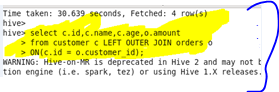 Time taken: 30.639 seconds, Fetched: 4 row(s)
hive>
hive> select c.id,c.name,c.age,o.amount
> from customer c LEFT OUTER JOIN orders o
> ON(c.id = o.customer_id);
WARNING: Hive-on-MR is deprecated in Hive 2 and may not b
tion engine (i.e. spark, tez) or using Hive 1.X releases.